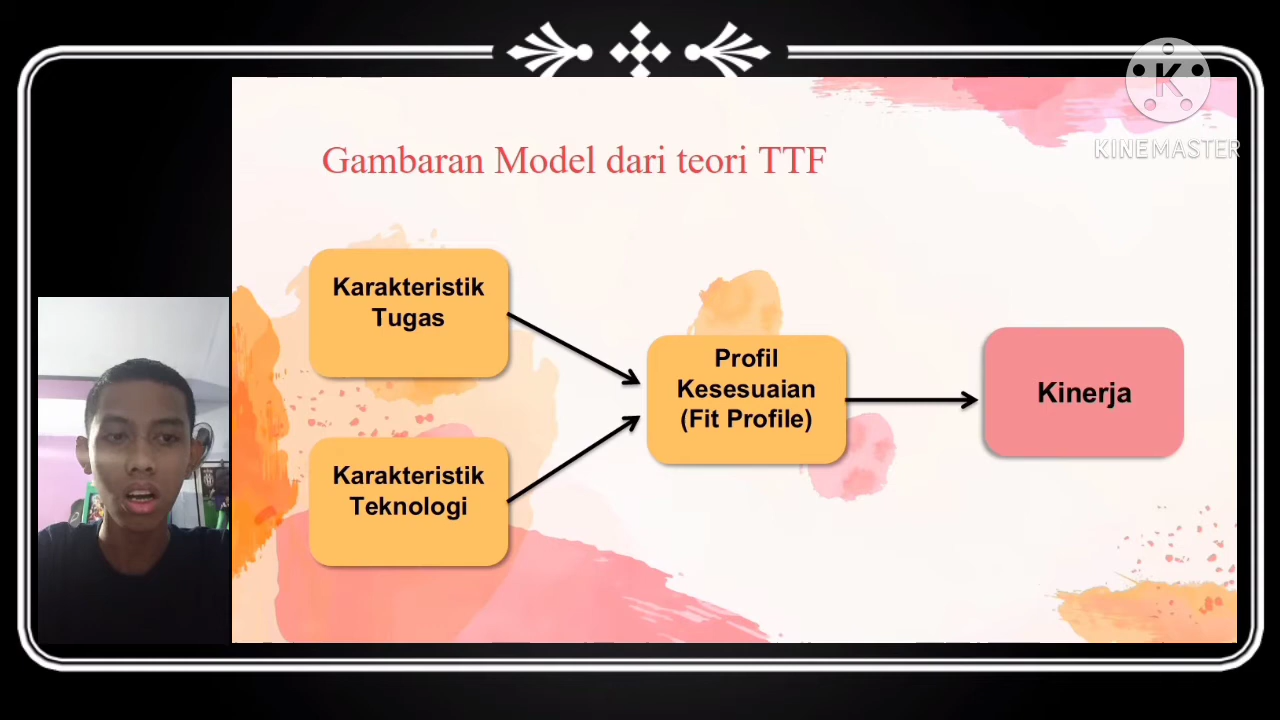 Gambaran Model dari teori TTF
Karakteristik
Tugas
Karakteristik
Teknologi
Profil
Kesesuaian
(Fit Profile)
Kinerja
K
KINEMASTER